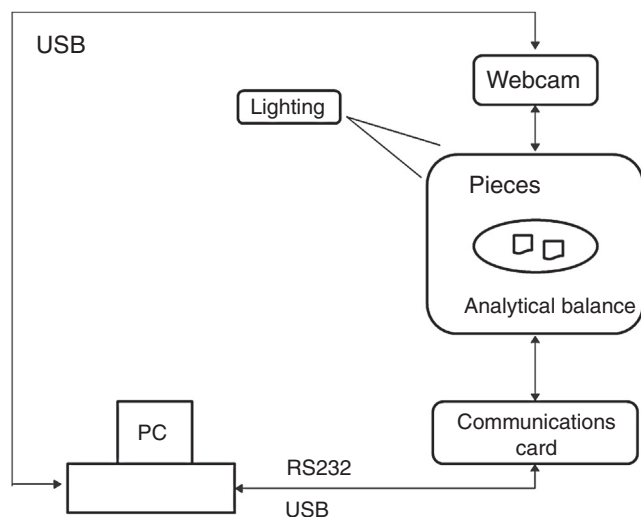 USB
Webcam
Lighting
Pieces
Analytical balance
Communications
card
PC
RS232
USB